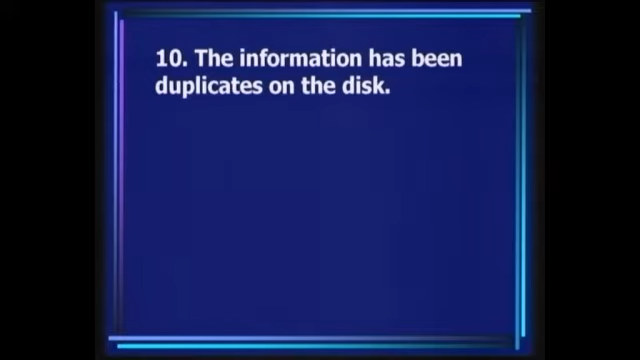 10. The information has been
duplicates on the disk.